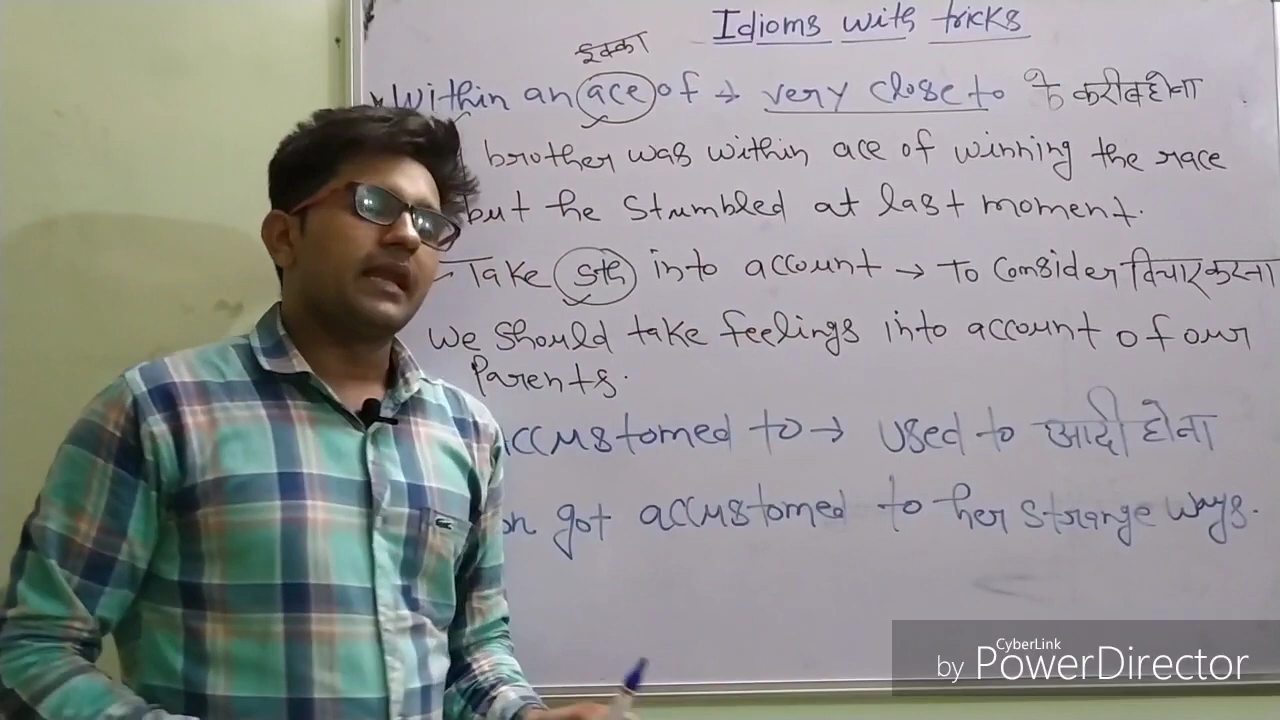 Idioms with tricks
इक्का
Within an ace of → very close to के करीब होना
brother was within ace of winning the race
but he stumbled at last moment.
Take sth into account → to consider विचार करना
We should take feelings into account of our
Parents.
accustomed to → used to आदी होना
got accustomed to her strange ways.
CyberLink
by PowerDirector